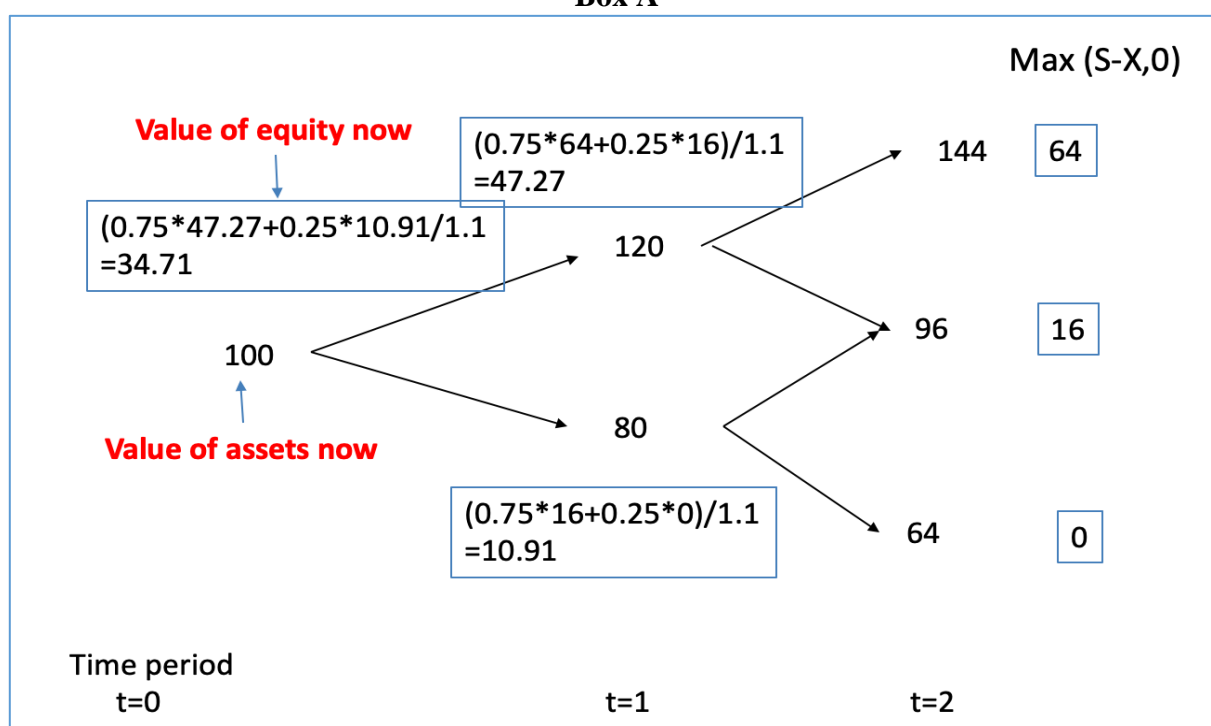 Box A
Max (S-X,0)
Value of equity now
(0.75*64+0.25*16)/1.1
=47.27
144
64
(0.75*47.27+0.25*10.91/1.1
=34.71
120
96
16
100
80
Value of assets now
(0.75*16+0.25*0)/1.1
=10.91
64
0
Time period
t=0
t=1
t=2